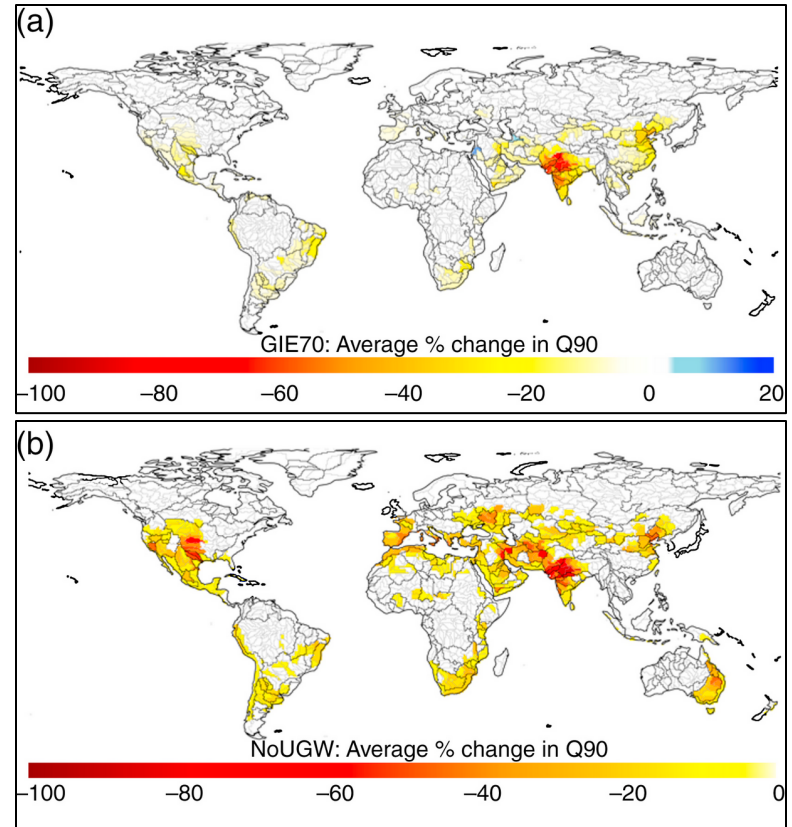 (a)
GIE70: Average % change in Q90
−100 −80 −60 −40 −20 0 20
(b)
NoUGW: Average % change in Q90
−100 −80 −60 −40 −20 0